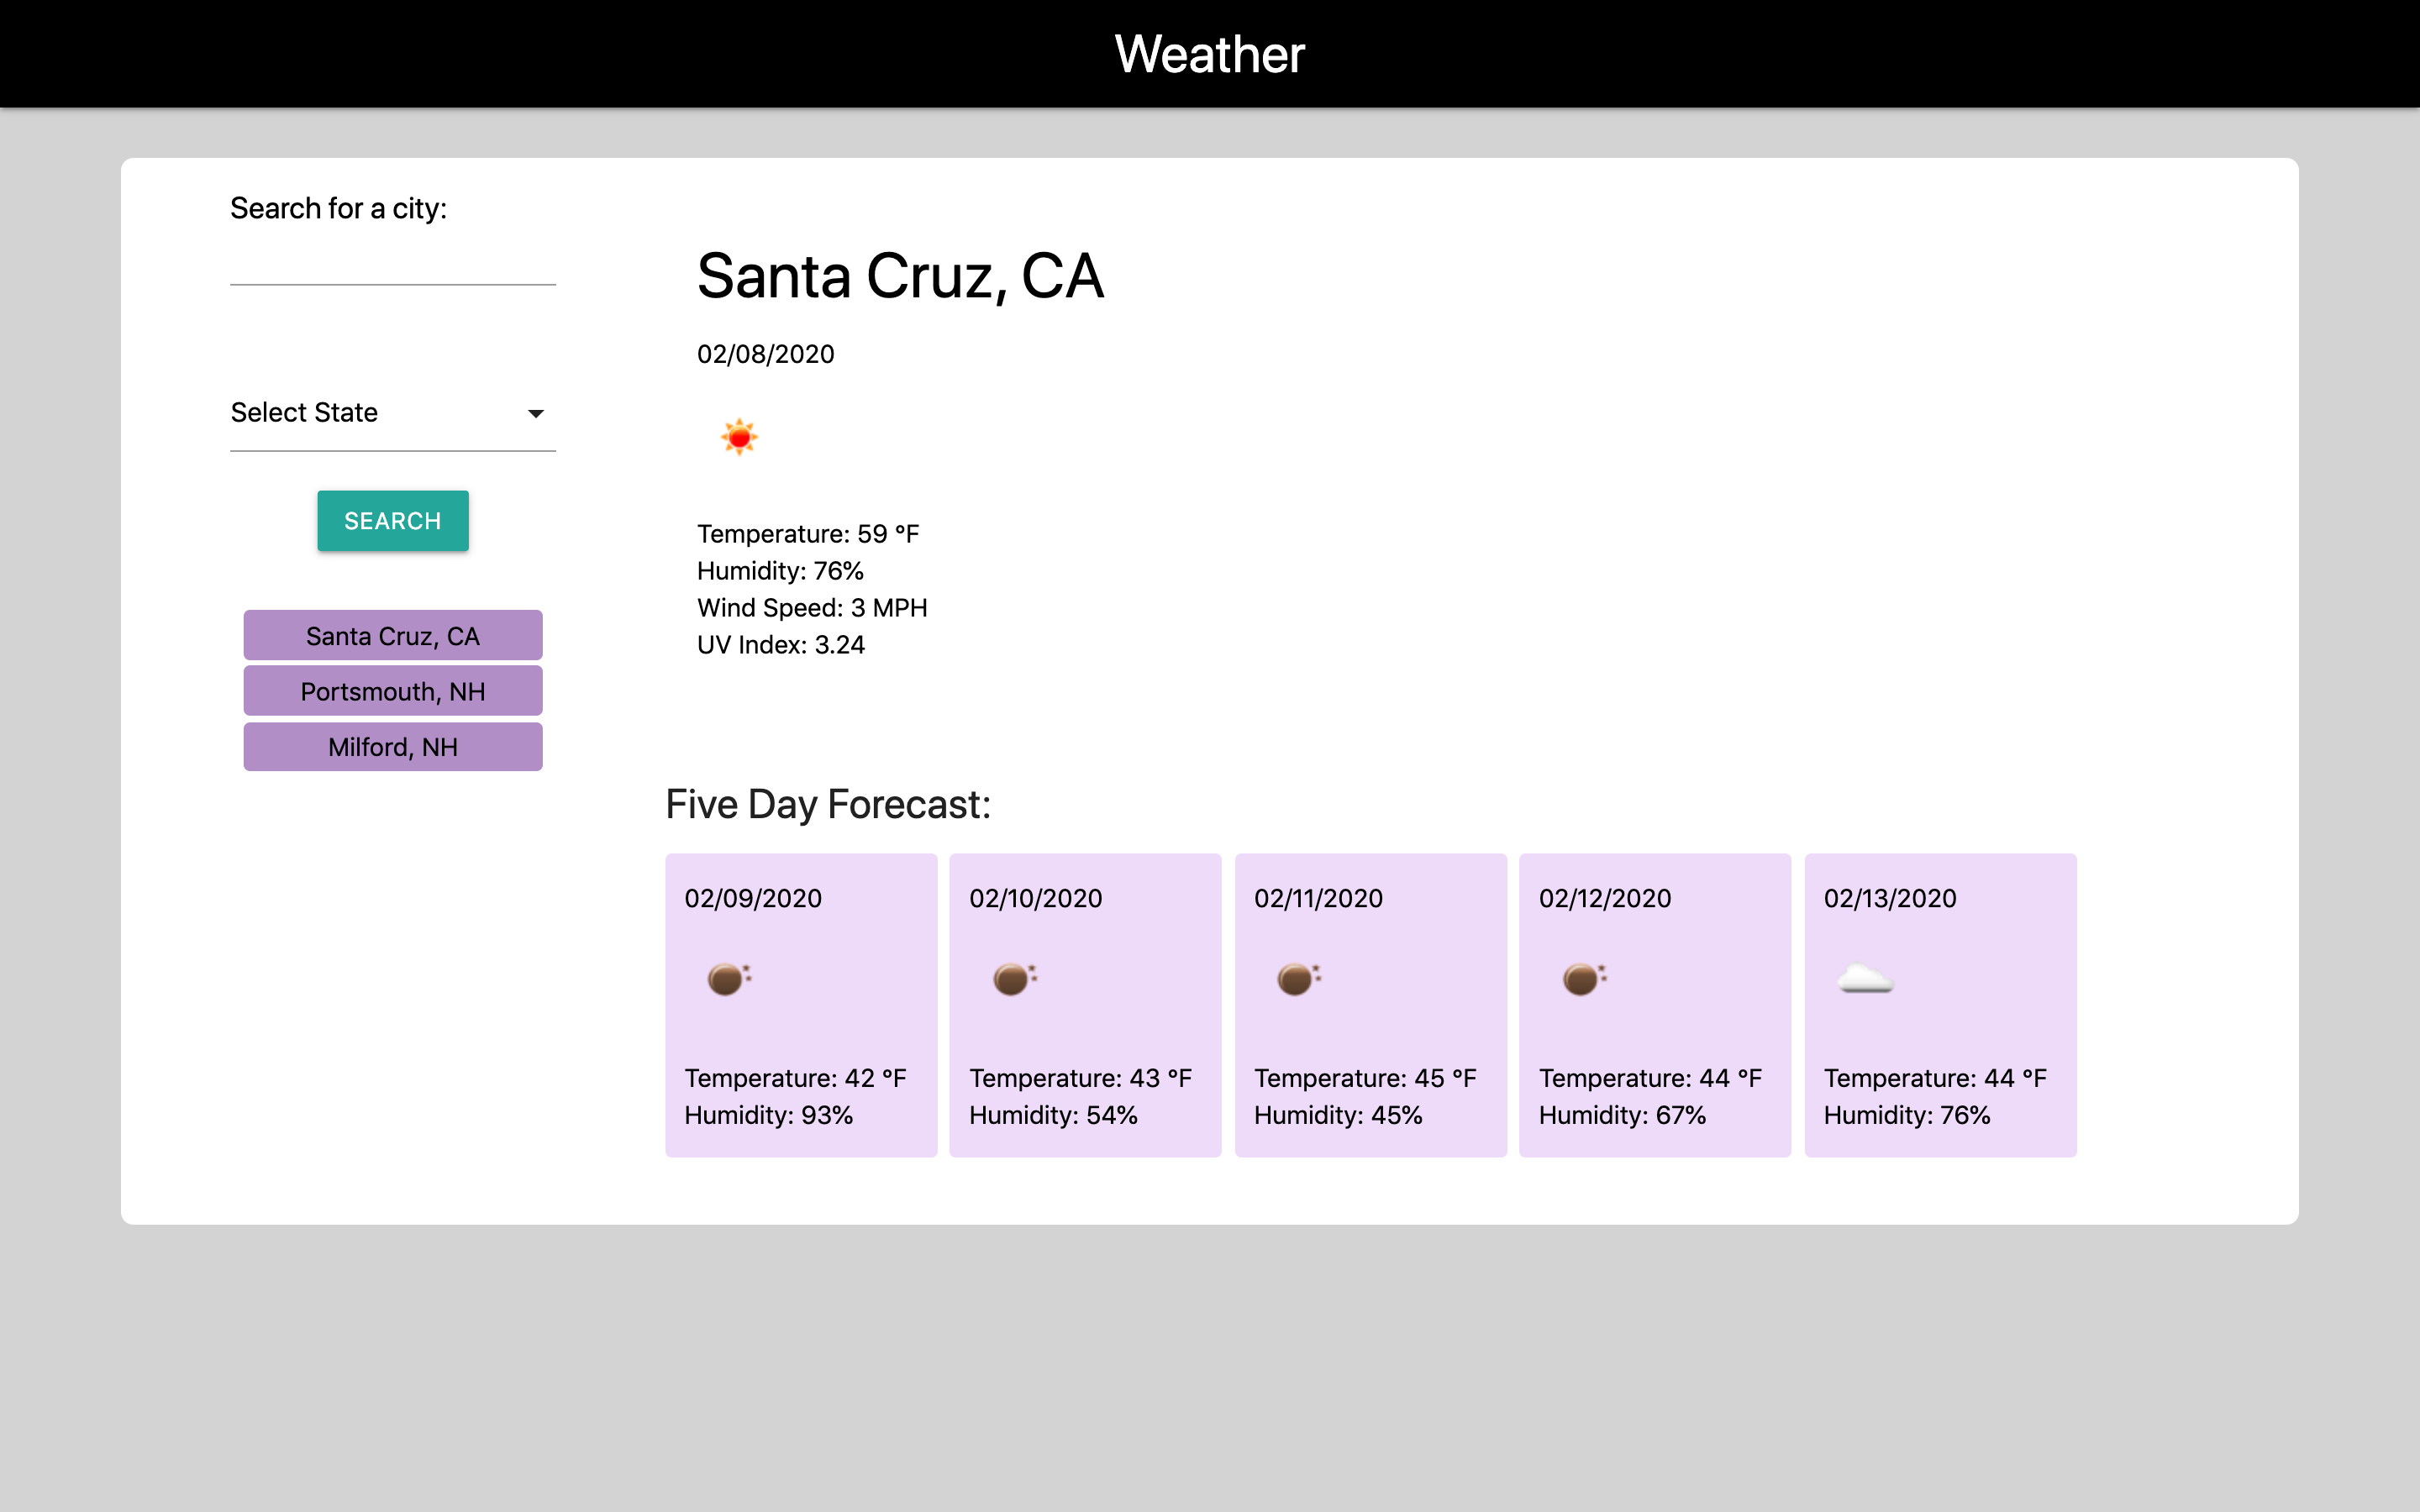 Weather
Search for a city:
Select State
SEARCH
Santa Cruz, CA
Portsmouth, NH
Milford, NH
Santa Cruz, CA
02/08/2020
Temperature: 59 °F
Humidity: 76%
Wind Speed: 3 MPH
UV Index: 3.24
Five Day Forecast:
02/09/2020
Temperature: 42 °F
Humidity: 93%
02/10/2020
Temperature: 43 °F
Humidity: 54%
02/11/2020
Temperature: 45 °F
Humidity: 45%
02/12/2020
Temperature: 44 °F
Humidity: 67%
02/13/2020
Temperature: 44 °F
Humidity: 76%